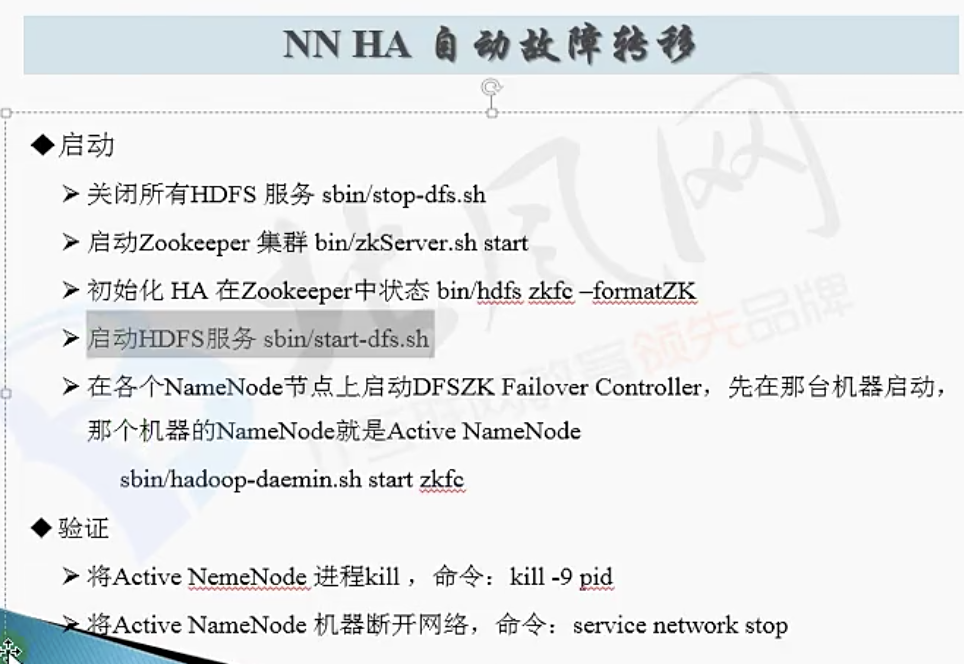 NN HA 自动故障转移
◆启动
➢ 关闭所有HDFS 服务 sbin/stop-dfs.sh
➢ 启动Zookeeper 集群 bin/zkServer.sh start
➢ 初始化 HA 在Zookeeper中状态 bin/hdfs zkfc –formatZK
➢ 启动HDFS服务 sbin/start-dfs.sh
➢ 在各个NameNode节点上启动DFSZK Failover Controller，先在那台机器启动，
那个机器的NameNode就是Active NameNode
sbin/hadoop-daemin.sh start zkfc
◆ 验证
➢ 将Active NemeNode 进程kill ，命令：kill -9 pid
➢ 将Active NameNode 机器断开网络，命令：service network stop
北风网
领先品牌